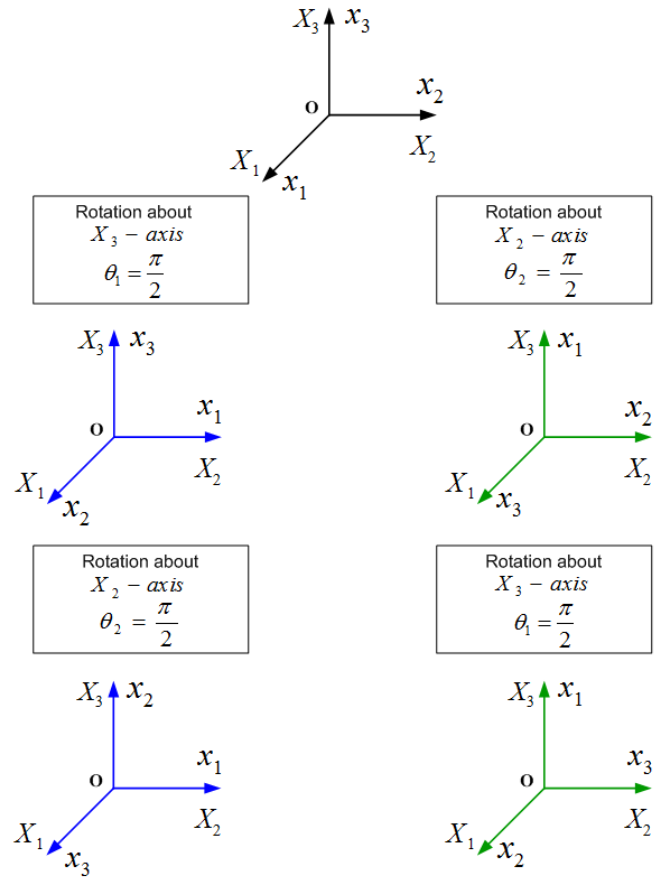 X₃ x₃
O x₂
X₁ x₁ X₂
Rotation about
X₃ − axis
θ₁ = π/2
Rotation about
X₂ − axis
θ₂ = π/2
X₃ x₃
O x₁
X₁ x₂ X₂
X₃ x₁
O x₂
X₁ x₃ X₂
Rotation about
X₂ − axis
θ₂ = π/2
Rotation about
X₃ − axis
θ₁ = π/2
X₃ x₂
O x₁
X₁ x₃ X₂
X₃ x₁
O x₃
X₁ x₂ X₂